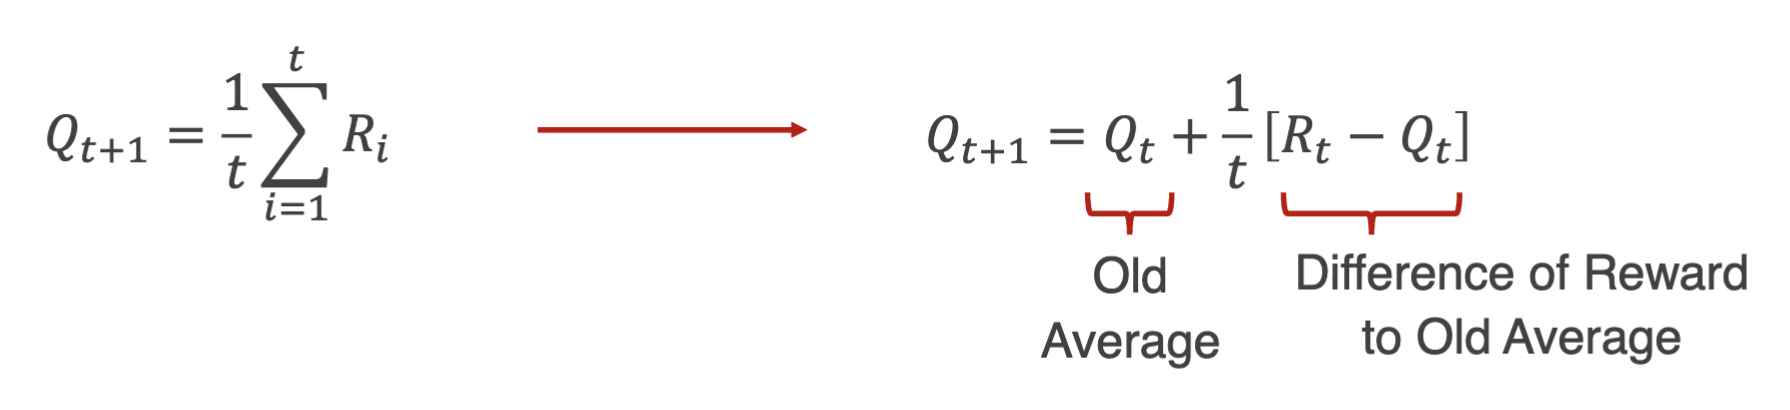 Q_{t+1} = \frac{1}{t} \sum_{i=1}^{t} R_i
Q_{t+1} = Q_t + \frac{1}{t} [R_t − Q_t]
Old
Average
Difference of Reward
to Old Average